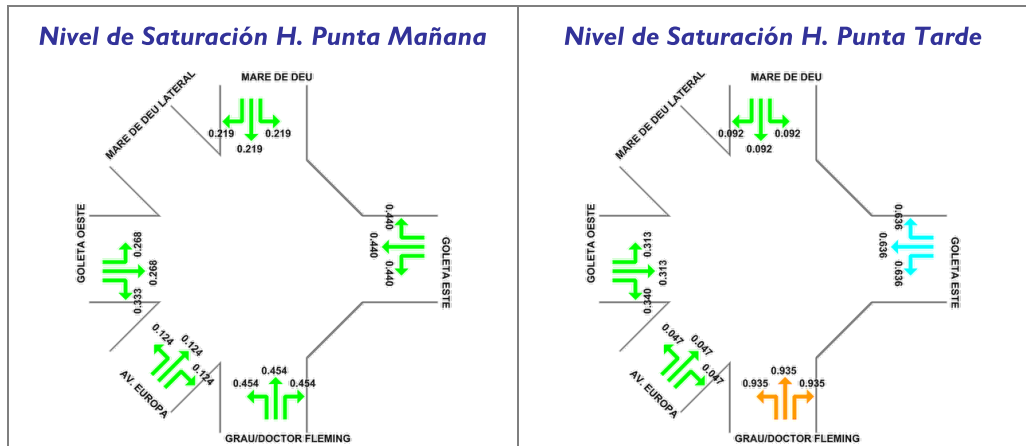 Nivel de Saturación H. Punta Mañana
MARE DE DEU
MARE DE DEU LATERAL
0.219
0.219
0.219
GOLETA OESTE
0.268
0.268
0.333
0.440
0.440
0.440
GOLETA ESTE
0.124
0.124
0.124
AV. EUROPA
0.454
0.454
0.454
GRAU/DOCTOR FLEMING
Nivel de Saturación H. Punta Tarde
MARE DE DEU
MARE DE DEU LATERAL
0.092
0.092
0.092
GOLETA OESTE
0.313
0.313
0.340
0.636
0.636
0.636
GOLETA ESTE
0.047
0.047
0.047
AV. EUROPA
0.935
0.935
0.935
GRAU/DOCTOR FLEMING